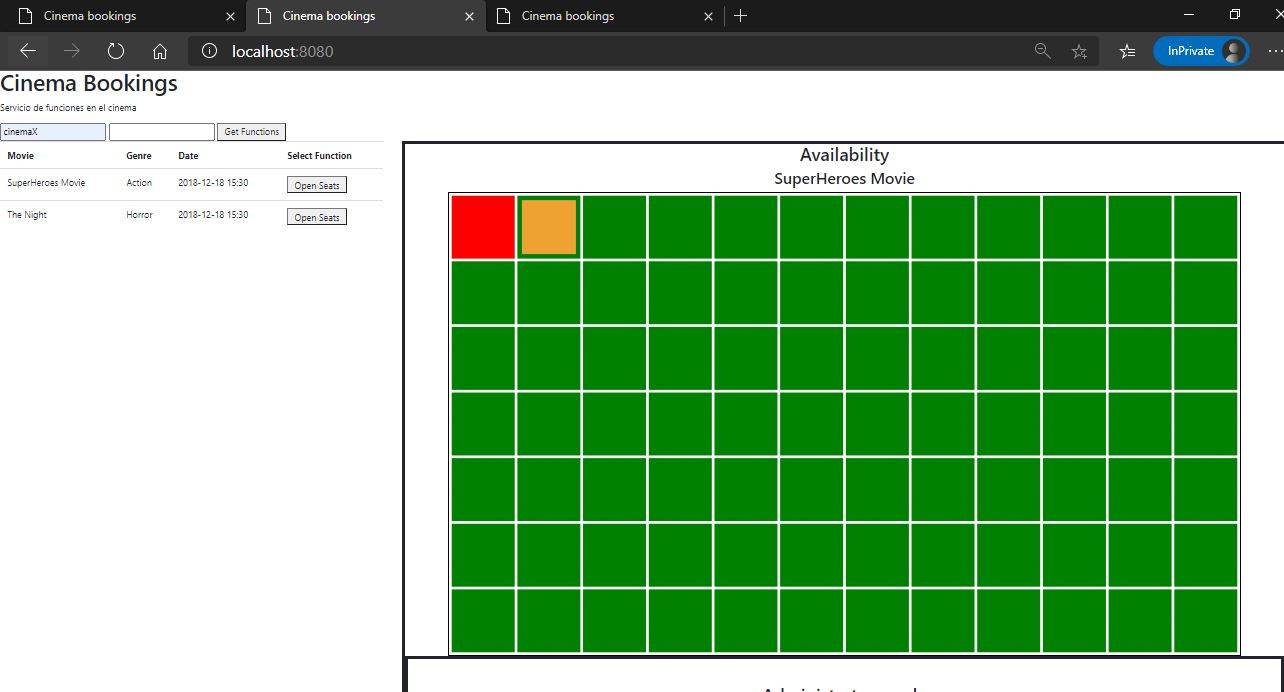 Cinema bookings
Cinema bookings
Cinema bookings
localhost:8080
InPrivate
Cinema Bookings
Servicio de funciones en el cinema
cinemaX
Get Functions
Movie Genre Date Select Function
SuperHeroes Movie Action 2018-12-18 15:30 Open Seats
The Night Horror 2018-12-18 15:30 Open Seats
Availability
SuperHeroes Movie